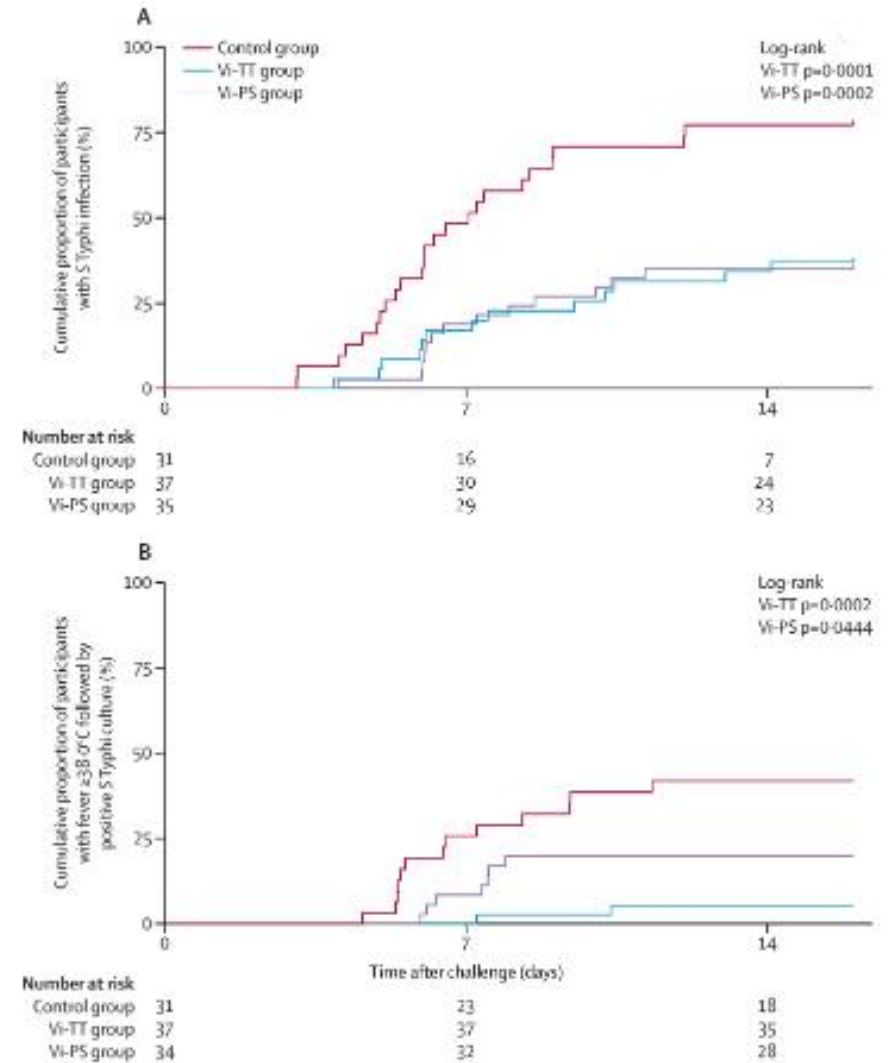 A
100
Control group
Vi-TT group
Vi-PS group
Log-rank
Vi-TT p=0·0001
Vi-PS p=0·0002
Cumulative proportion of participants
with S Typhi infection (%)
75
50
25
0
0 7 14
Number at risk
Control group 31 16 7
Vi-TT group 37 30 24
Vi-PS group 35 29 23
B
100
Log-rank
Vi-TT p=0·0002
Vi-PS p=0·0444
Cumulative proportion of participants
with fever ≥38·0°C followed by
positive S Typhi culture (%)
75
50
25
0
0 7 14
Time after challenge (days)
Number at risk
Control group 31 23 18
Vi-TT group 37 37 35
Vi-PS group 34 32 28